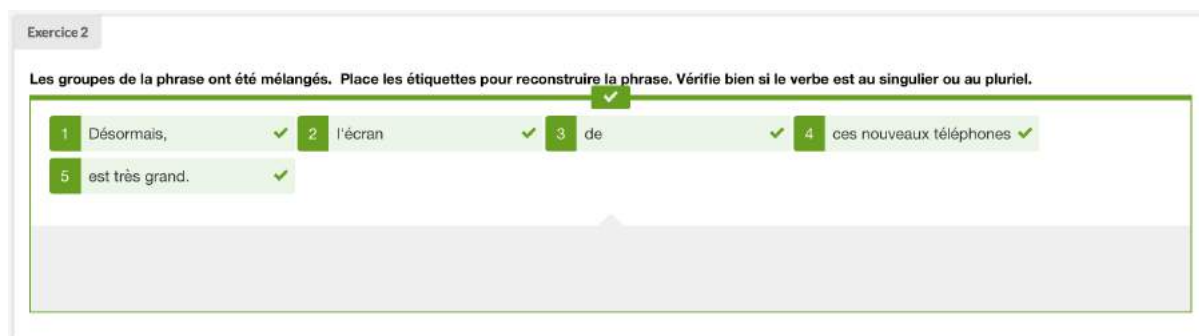 Exercice 2
Les groupes de la phrase ont été mélangés. Place les étiquettes pour reconstruire la phrase. Vérifie bien si le verbe est au singulier ou au pluriel.
1 Désormais, 2 l'écran 3 de 4 ces nouveaux téléphones
5 est très grand.